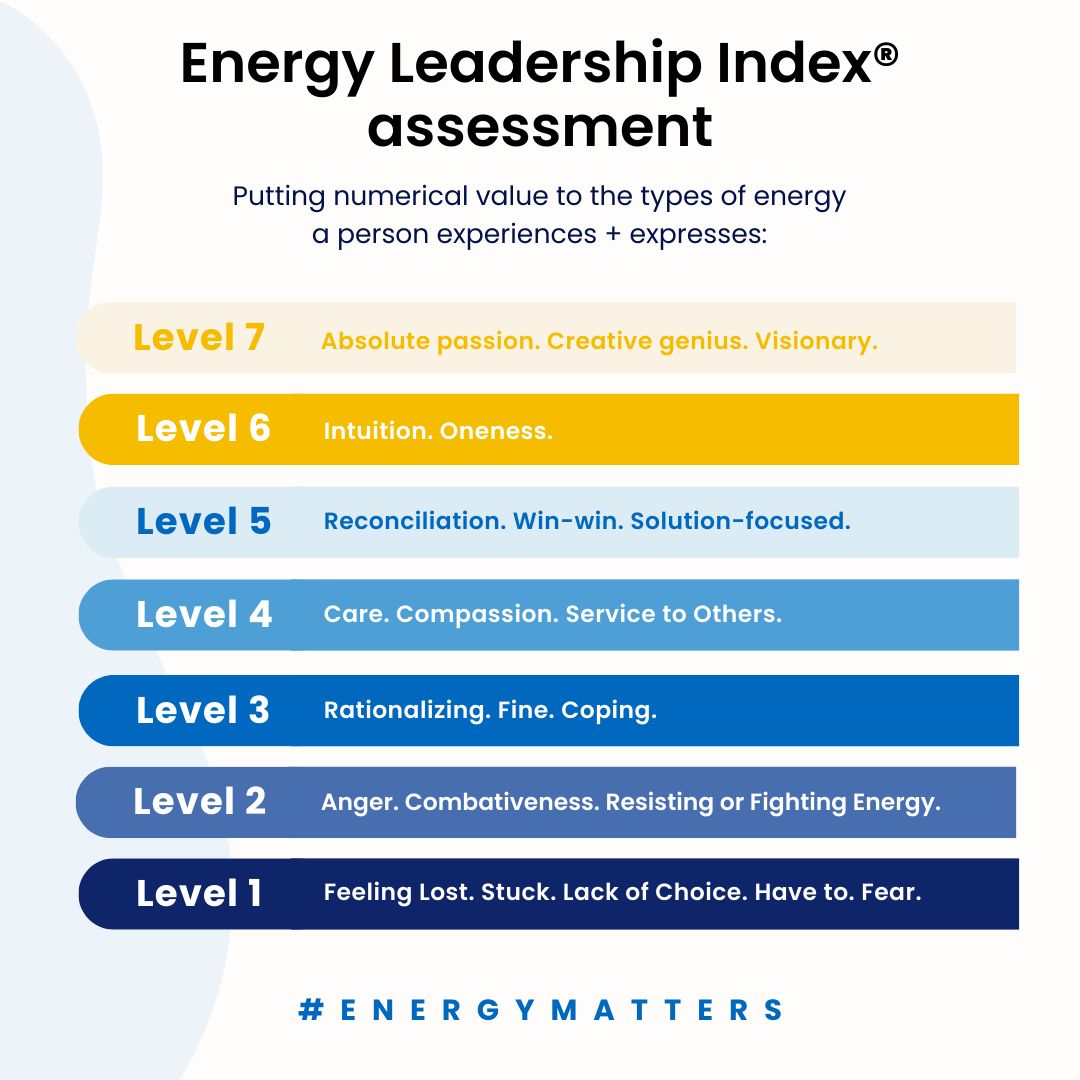 Energy Leadership Index®
assessment
Putting numerical value to the types of energy
a person experiences + expresses:
Level 7 Absolute passion. Creative genius. Visionary.
Level 6 Intuition. Oneness.
Level 5 Reconciliation. Win-win. Solution-focused.
Level 4 Care. Compassion. Service to Others.
Level 3 Rationalizing. Fine. Coping.
Level 2 Anger. Combativeness. Resisting or Fighting Energy.
Level 1 Feeling Lost. Stuck. Lack of Choice. Have to. Fear.
#ENERGYMATTERS